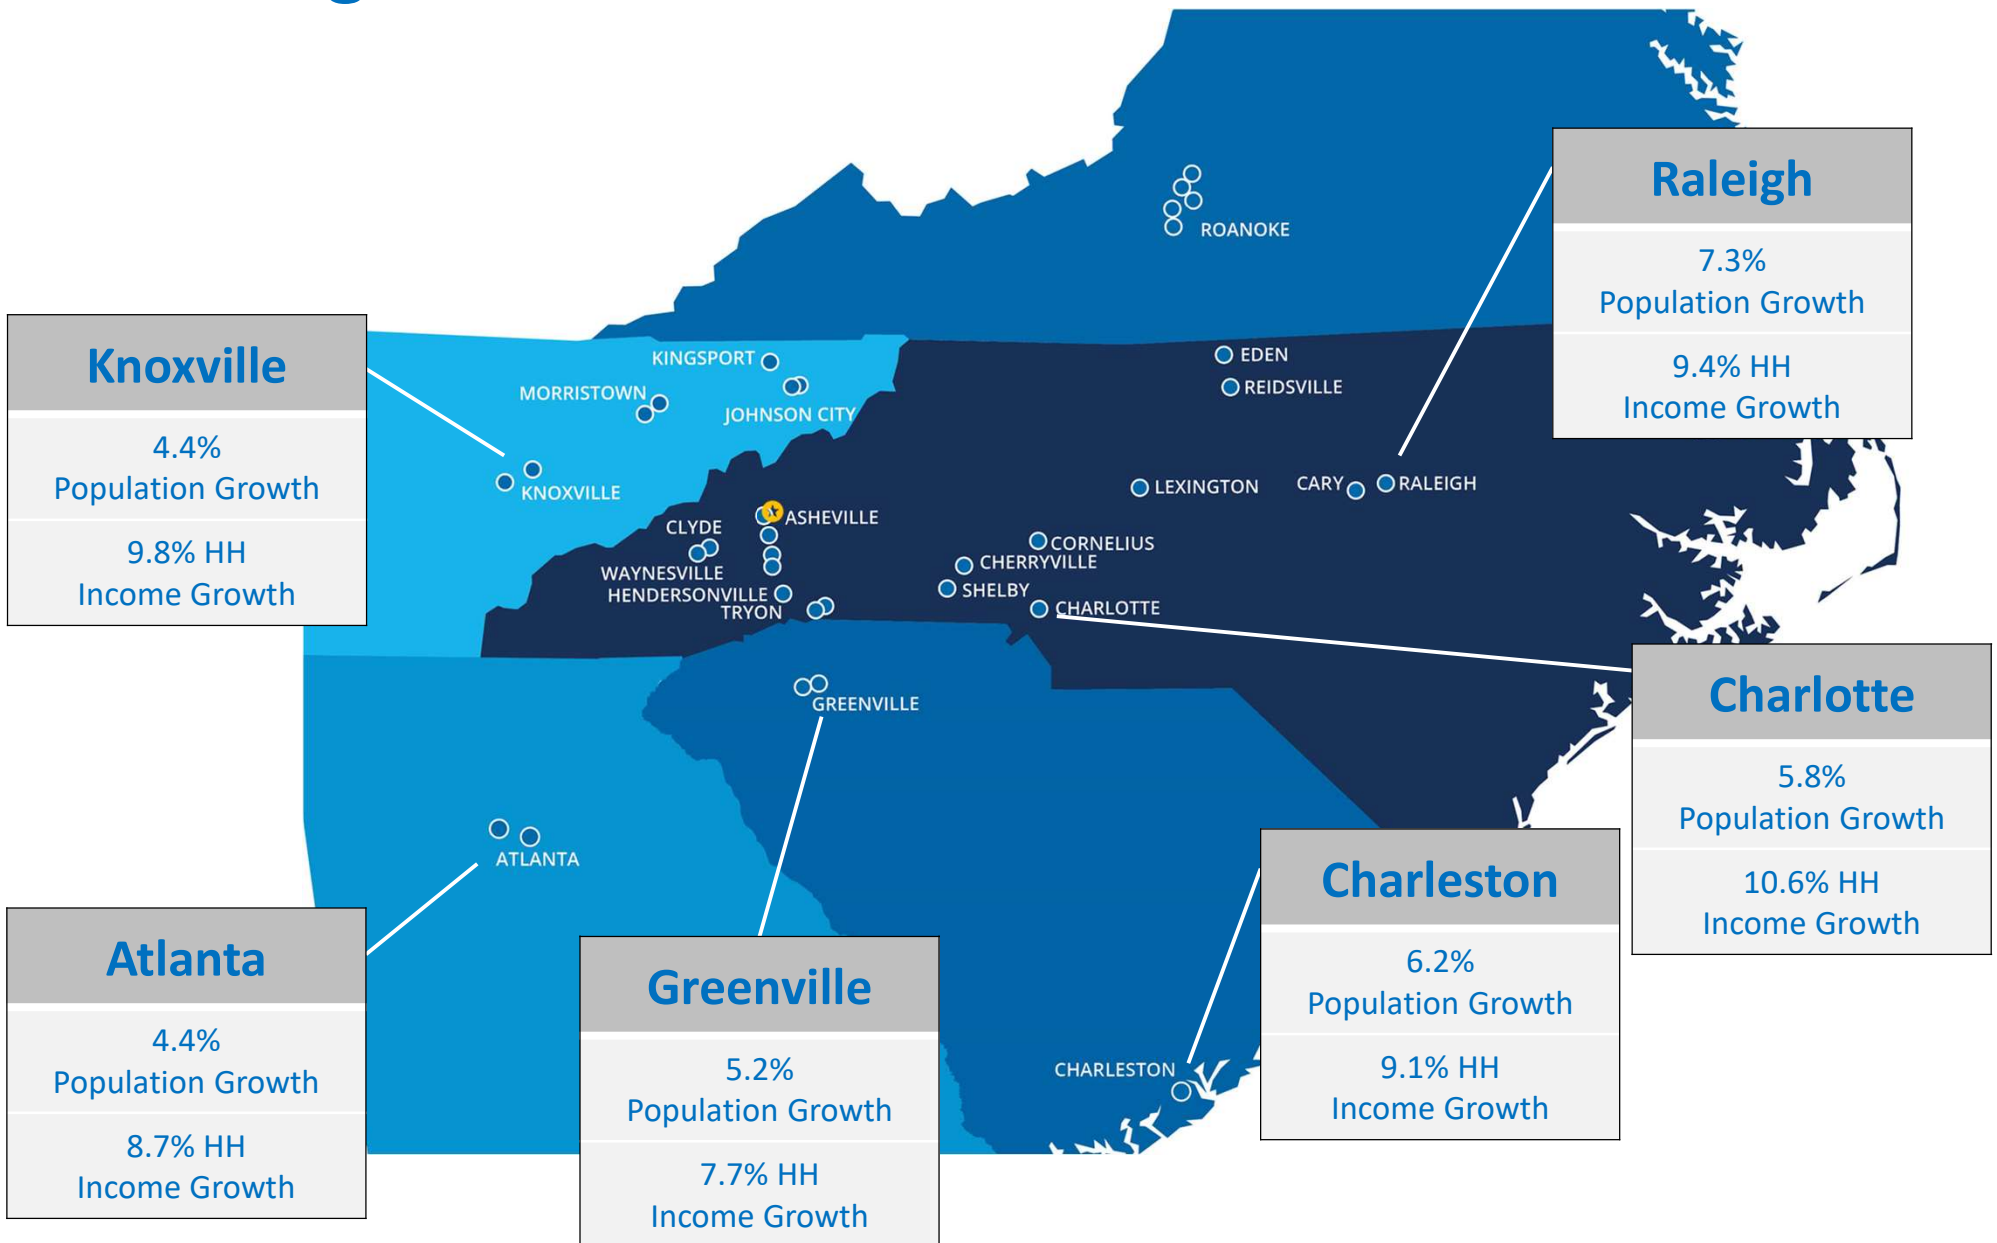 Raleigh
7.3%
Population Growth
9.4% HH
Income Growth
ROANOKE
Knoxville
4.4%
Population Growth
9.8% HH
Income Growth
KINGSPORT
MORRISTOWN
JOHNSON CITY
KNOXVILLE
EDEN
REIDSVILLE
LEXINGTON
CARY
RALEIGH
CLYDE
ASHEVILLE
WAYNESVILLE
HENDERSONVILLE
TRYON
CORNELIUS
CHERRYVILLE
SHELBY
CHARLOTTE
Charlotte
5.8%
Population Growth
10.6% HH
Income Growth
GREENVILLE
ATLANTA
Charleston
6.2%
Population Growth
9.1% HH
Income Growth
Atlanta
4.4%
Population Growth
8.7% HH
Income Growth
Greenville
5.2%
Population Growth
7.7% HH
Income Growth
CHARLESTON